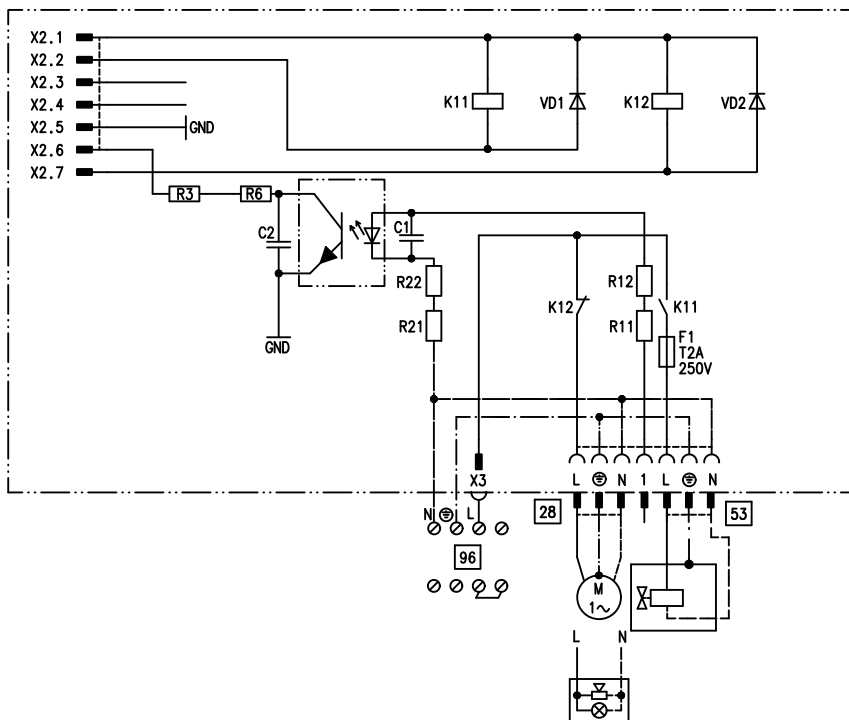 X2.1
X2.2
X2.3
X2.4
X2.5
X2.6
X2.7
K11
VD1
K12
VD2
GND
R3
R6
C2
C1
R22
R21
GND
K12
R12
R11
K11
F1
T2A
250V
X3
L
N
1
L
N
N
L
28
53
96
M
1~
L
N